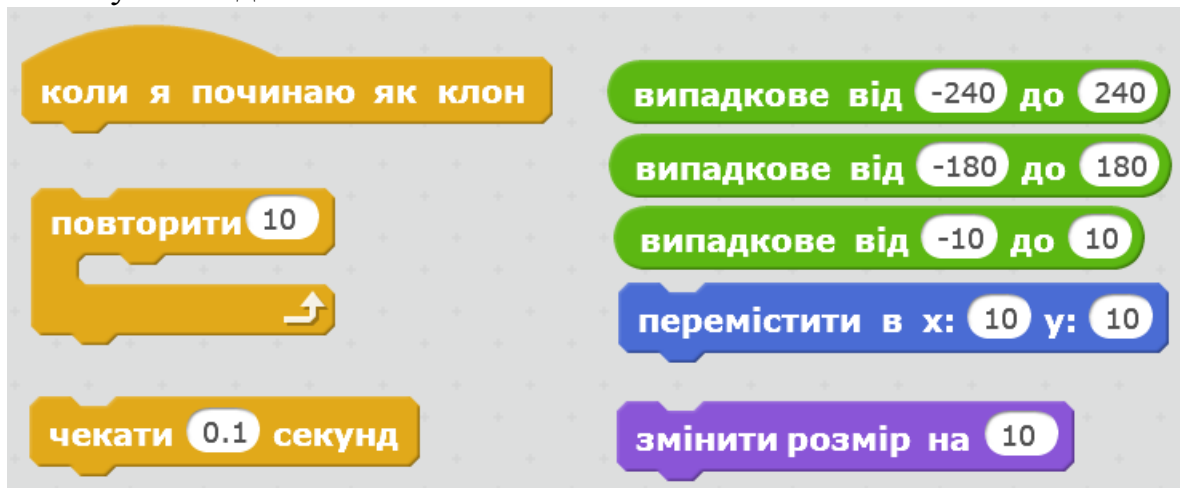 коли я починаю як клон
повторити 10
чекати 0.1 секунд
випадкове від -240 до 240
випадкове від -180 до 180
випадкове від -10 до 10
перемістити в x: 10 y: 10
змінити розмір на 10